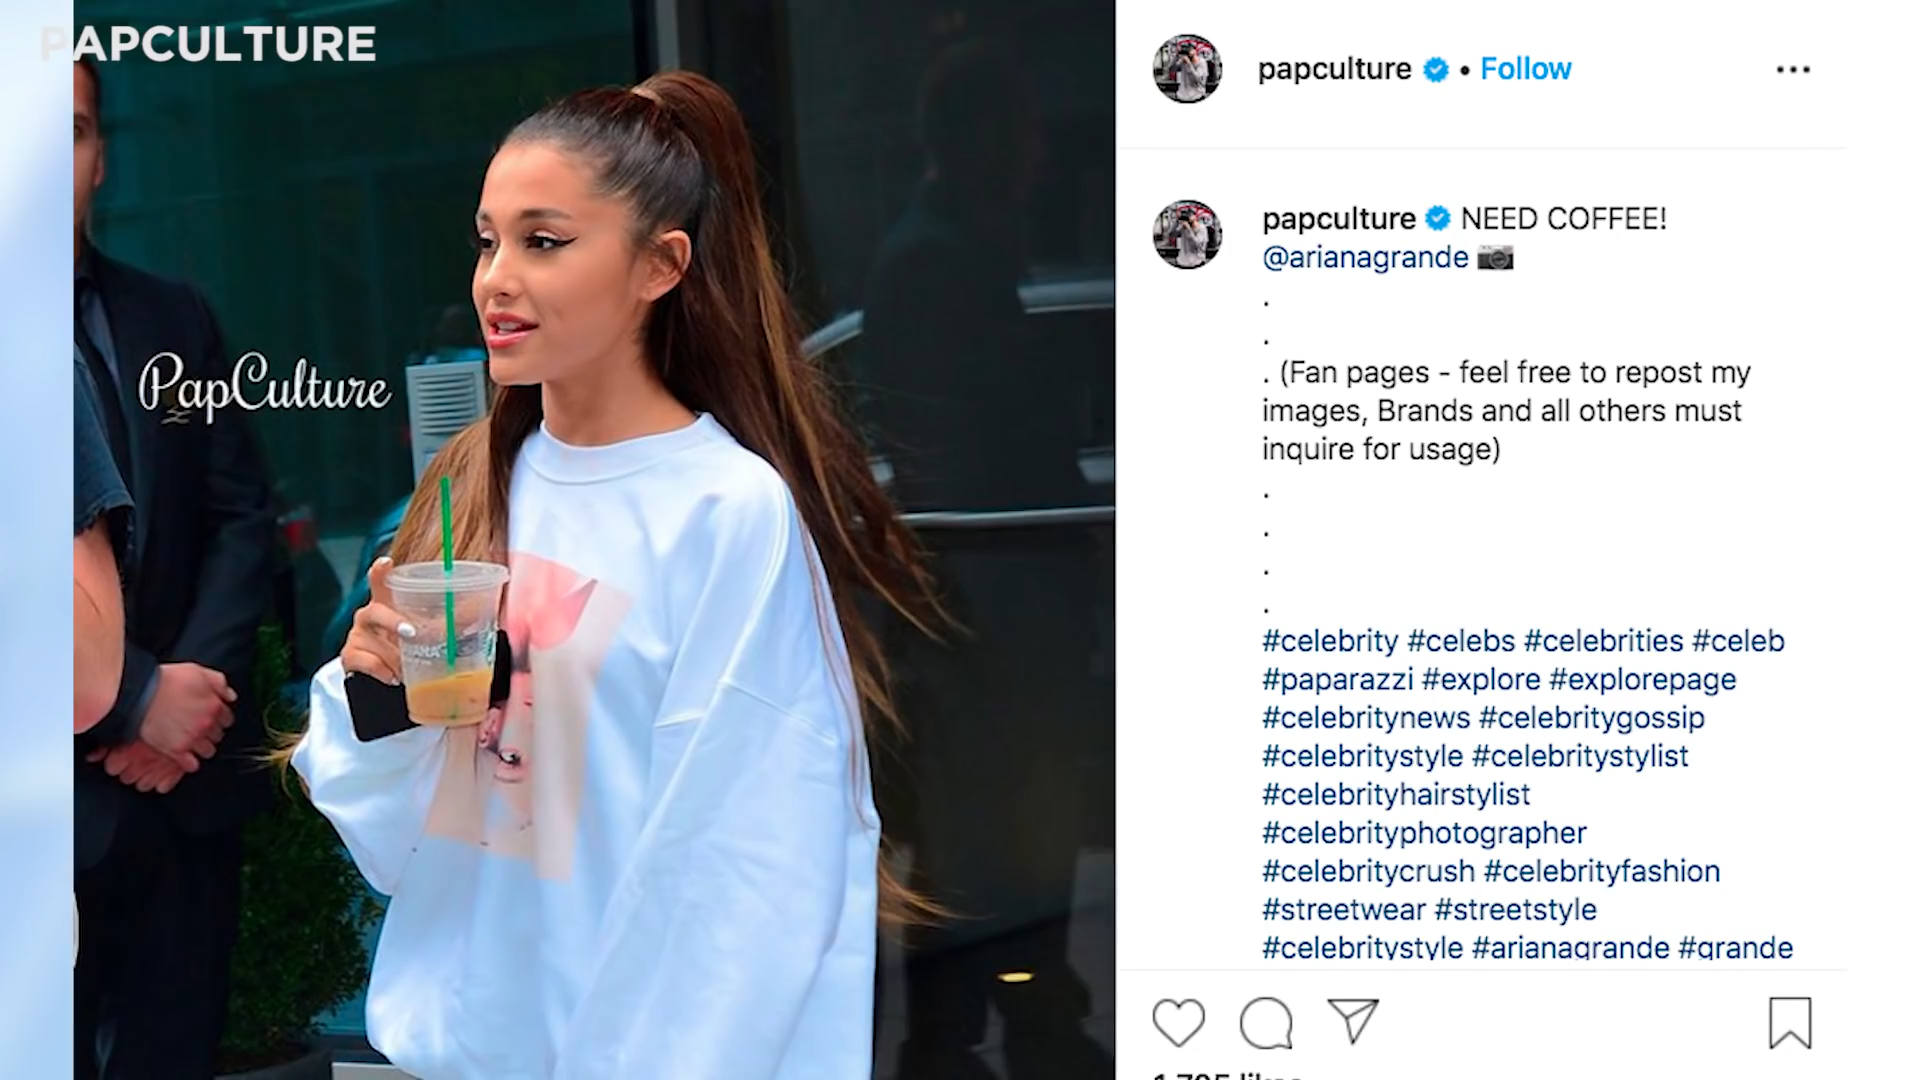 PAPCULTURE
PapCulture
papculture • Follow
papculture NEED COFFEE!
@arianagrande
.
.
. (Fan pages - feel free to repost my
images, Brands and all others must
inquire for usage)
.
.
.
.
#celebrity #celebs #celebrities #celeb
#paparazzi #explore #explorepage
#celebritynews #celebritygossip
#celebritystyle #celebritystylist
#celebrityhairstylist
#celebrityphotographer
#celebritycrush #celebrityfashion
#streetwear #streetstyle
#celebritystyle #arianagrande #grande